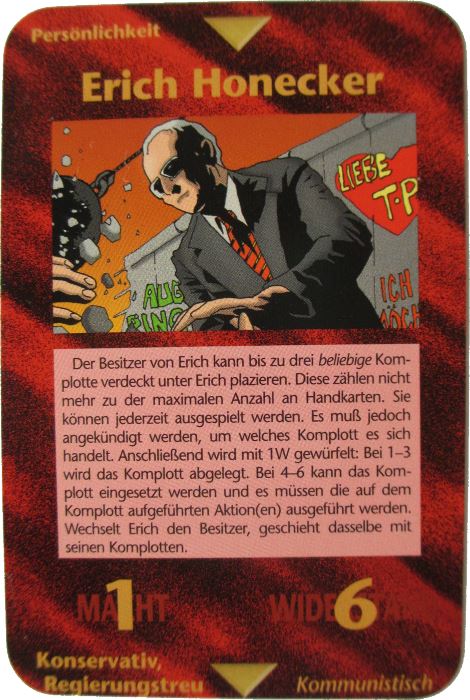 Persönlichkeit
Erich Honecker
LIEBE
T.P
AUG
ICH
Der Besitzer von Erich kann bis zu drei beliebige Kom-
plotte verdeckt unter Erich plazieren. Diese zählen nicht
mehr zu der maximalen Anzahl an Handkarten. Sie
können jederzeit ausgespielt werden. Es muß jedoch
angekündigt werden, um welches Komplott es sich
handelt. Anschließend wird mit 1W gewürfelt: Bei 1–3
wird das Komplott abgelegt. Bei 4–6 kann das Kom-
plott eingesetzt werden und es müssen die auf dem
Komplott aufgeführten Aktion(en) ausgeführt werden.
Wechselt Erich den Besitzer, geschieht dasselbe mit
seinen Komplotten.
1 6
Konservativ,
Regierungstreu Kommunistisch